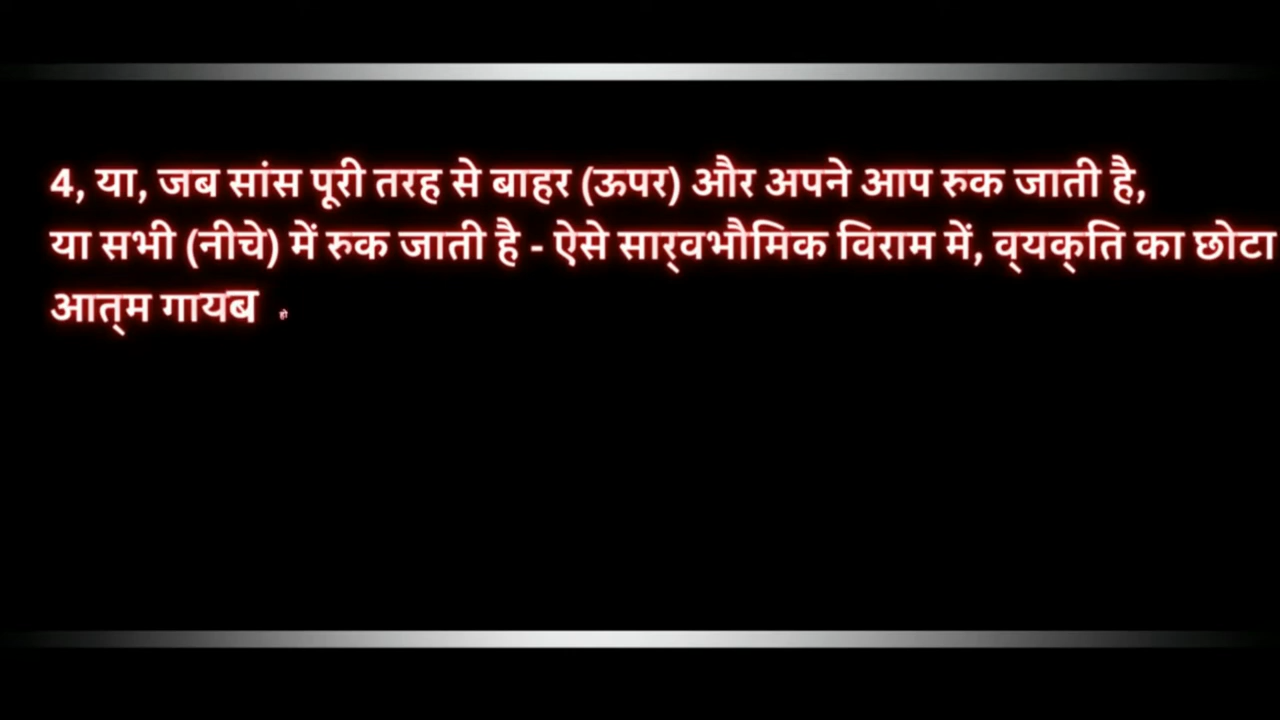 4, या, जब सांस पूरी तरह से बाहर (ऊपर) और अपने आप रुक जाती है,
या सभी (नीचे) में रुक जाती है - ऐसे सार्‌वभौमिक विराम में, व्‌यक्‌ति का छोटा
आत्‌म गायब हो